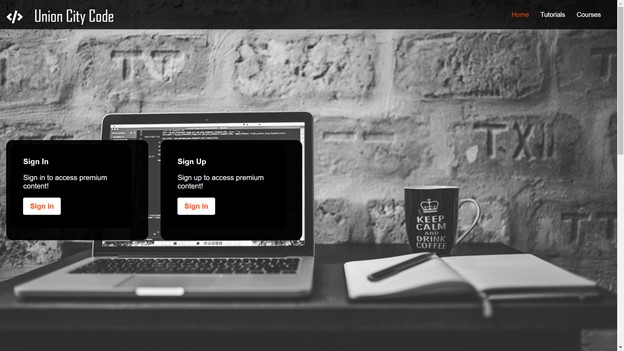 Union City Code
Home
Tutorials
Courses
Sign In
Sign in to access premium
content!
Sign in
Sign Up
Sign up to access premium
content!
Sign in
KEEP
CALM
AND
DRINK
COFFEE
TXII